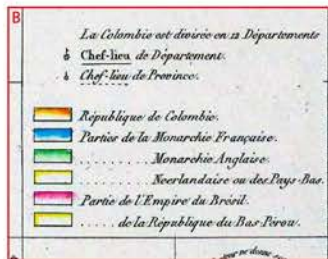 B
La Colombie est divisée en 12 Départements
Chef-lieu de Département.
Chef-lieu de Province.
République de Colombie.
Parties de la Monarchie Française.
. . . . . . . . . . Monarchie Anglaise.
. . . . . . . . . . Neerlandaise ou des Pays-Bas.
Partie de l'Empire du Brésil
. . . . . de la République du Bas-Pérou.